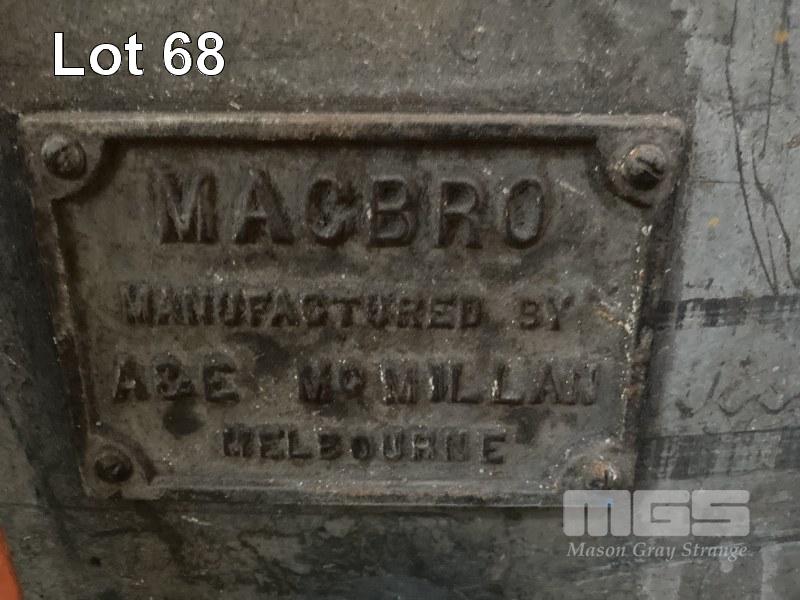 Lot 68
MACBRO
MANUFACTURED BY
A&E McMILLAN
MELBOURNE
MGS
Mason Gray Strange